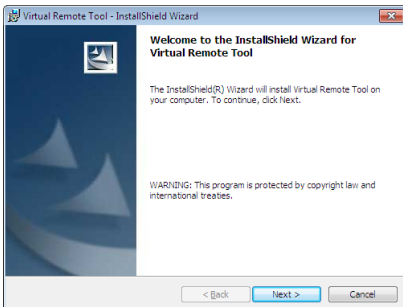 Virtual Remote Tool - InstallShield Wizard
Welcome to the InstallShield Wizard for
Virtual Remote Tool
The InstallShield(R) Wizard will install Virtual Remote Tool on
your computer. To continue, click Next.
WARNING: This program is protected by copyright law and
international treaties.
< Back Next > Cancel